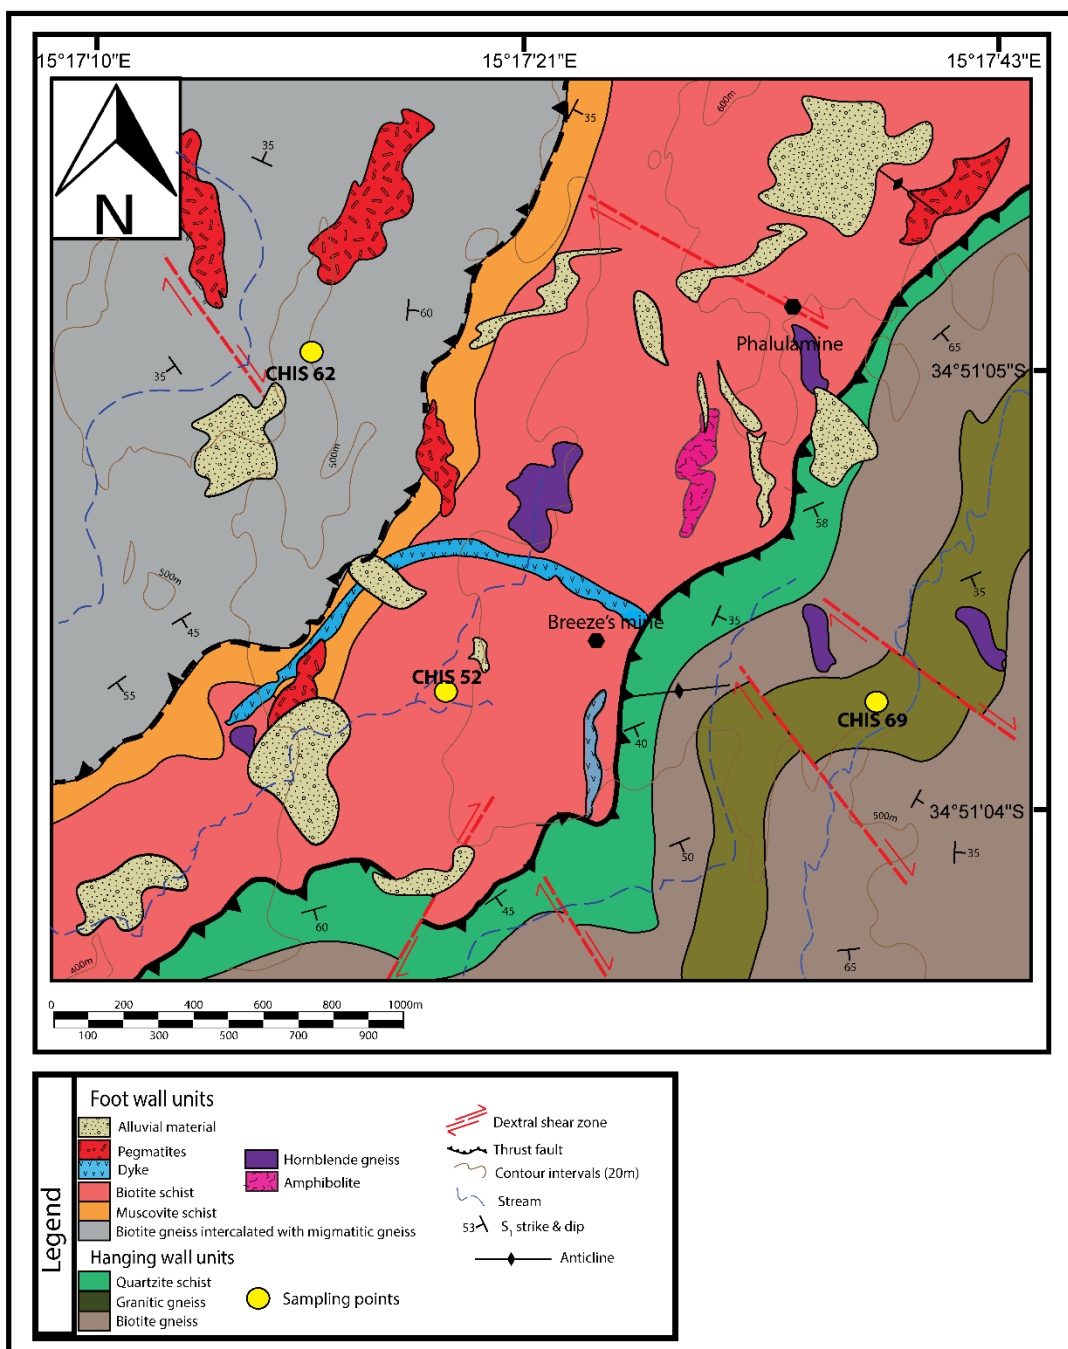 15°17'10"E 15°17'21"E 15°17'43"E
N
35
35
600m
60
35
CHIS 62
Phalulamine
65
34°51'05"S
500m
58
500m
45
35
35
Breeze's mine
55
CHIS 52
CHIS 69
40
34°51'04"S
500m
50
35
45
60
65
400m
0 200 400 600 800 1000m
100 300 500 700 900
Legend
Foot wall units
Alluvial material
Pegmatites
Dyke
Biotite schist
Muscovite schist
Biotite gneiss intercalated with migmatitic gneiss
Hornblende gneiss
Amphibolite
Hanging wall units
Quartzite schist
Granitic gneiss
Biotite gneiss
Sampling points
Dextral shear zone
Thrust fault
Contour intervals (20m)
Stream
53 S1 strike & dip
Anticline